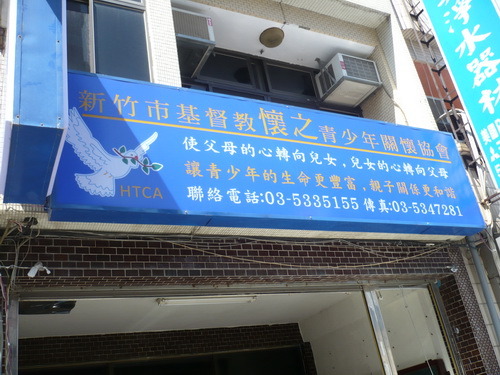 新竹市基督教懷之青少年關懷協會
使父母的心轉向兒女，兒女的心轉向父母
讓青少年的生命更豐富，親子關係更和諧
聯絡電話:03-5335155 傳真:03-5347281
HTCA
淨水器材